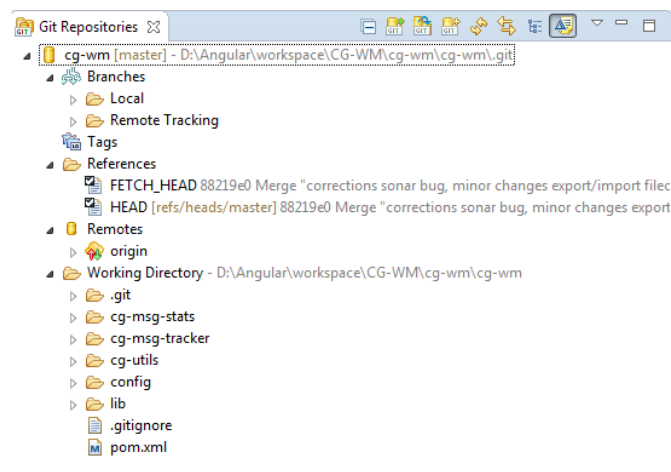 Git Repositories
cg-wm [master] - D:\Angular\workspace\CG-WM\cg-wm\cg-wm\.git
Branches
Local
Remote Tracking
Tags
References
FETCH_HEAD 88219e0 Merge "corrections sonar bug, minor changes export/import filec
HEAD [refs/heads/master] 88219e0 Merge "corrections sonar bug, minor changes export
Remotes
origin
Working Directory - D:\Angular\workspace\CG-WM\cg-wm\cg-wm
.git
cg-msg-stats
cg-msg-tracker
cg-utils
config
lib
.gitignore
pom.xml